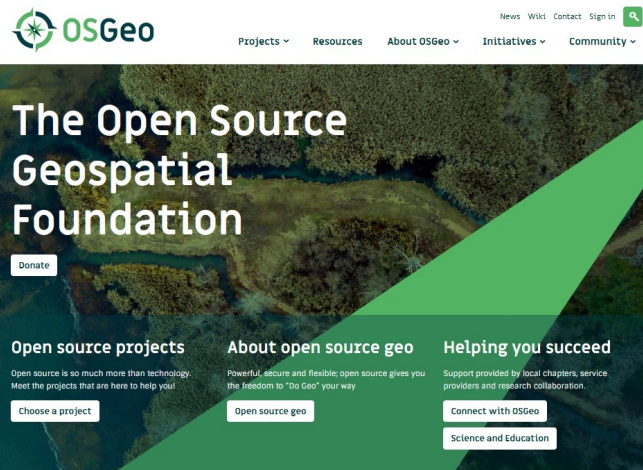 OSGeo
News Wiki Contact Sign in
Projects Resources About OSGeo Initiatives Community
The Open Source
Geospatial
Foundation
Donate
Open source projects
Open source is so much more than technology.
Meet the projects that are here to help you!
Choose a project
About open source geo
Powerful, secure and flexible; open source gives you
the freedom to "Do Geo" your way
Open source geo
Helping you succeed
Support provided by local chapters, service
providers and research collaboration.
Connect with OSGeo
Science and Education